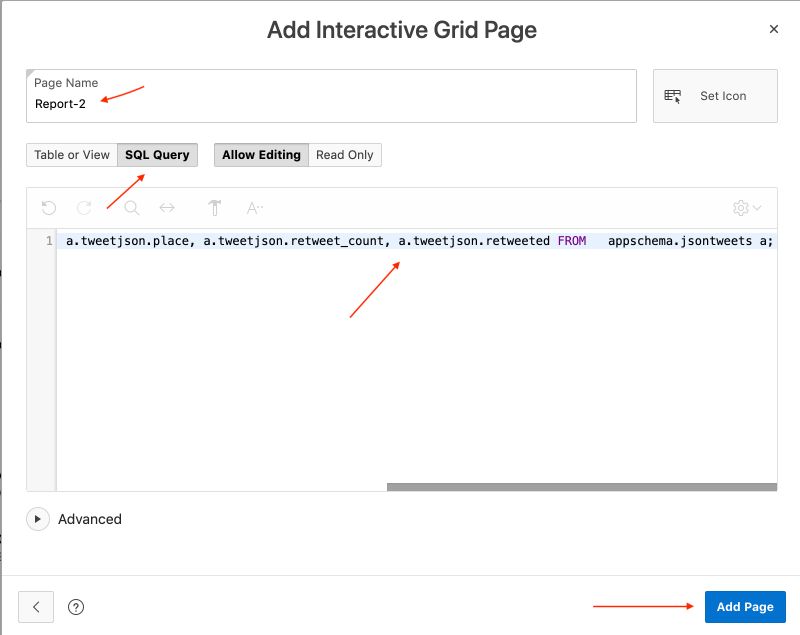 Add Interactive Grid Page
Page Name
Report-2
Set Icon
Table or View SQL Query Allow Editing Read Only
A
1 a.tweetjson.place, a.tweetjson.retweet_count, a.tweetjson.retweeted FROM   appschema.jsontweets a;
Advanced
Add Page